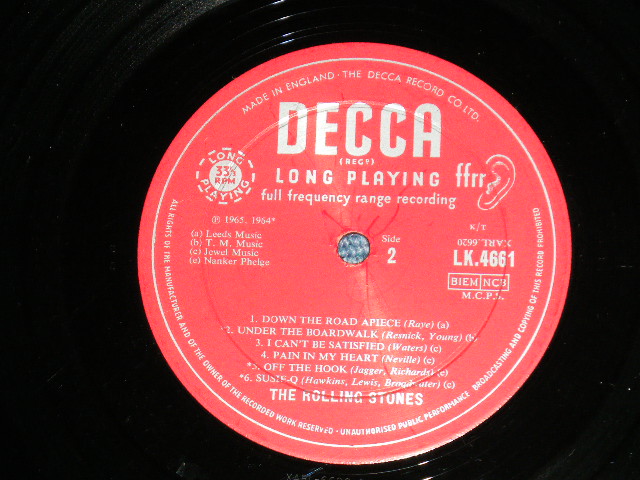 MADE IN ENGLAND · THE DECCA RECORD CO LTD.
DECCA
(REGD)
LONG PLAYING
ffrr
full frequency range recording
LONG
33⅓
RPM
PLAYING
℗ 1965, 1964*
(a) Leeds Music
(b) T. M. Music
(c) Jewel Music
(e) Nanker Phelge
Side
2
K/T
XARL 6620
LK.4661
BIEM NCB
M.C.P.S.
1. DOWN THE ROAD APIECE (Raye) (a)
*2. UNDER THE BOARDWALK (Resnick, Young) (b)
3. I CAN'T BE SATISFIED (Waters) (c)
4. PAIN IN MY HEART (Neville) (c)
*5. OFF THE HOOK (Jagger, Richards) (e)
*6. SUSIE-Q (Hawkins, Lewis, Broadwater) (c)
THE ROLLING STONES
ALL RIGHTS OF THE MANUFACTURER AND OF THE OWNER OF THE RECORDED WORK RESERVED · UNAUTHORISED PUBLIC PERFORMANCE BROADCASTING AND COPYING OF THIS RECORD PROHIBITED